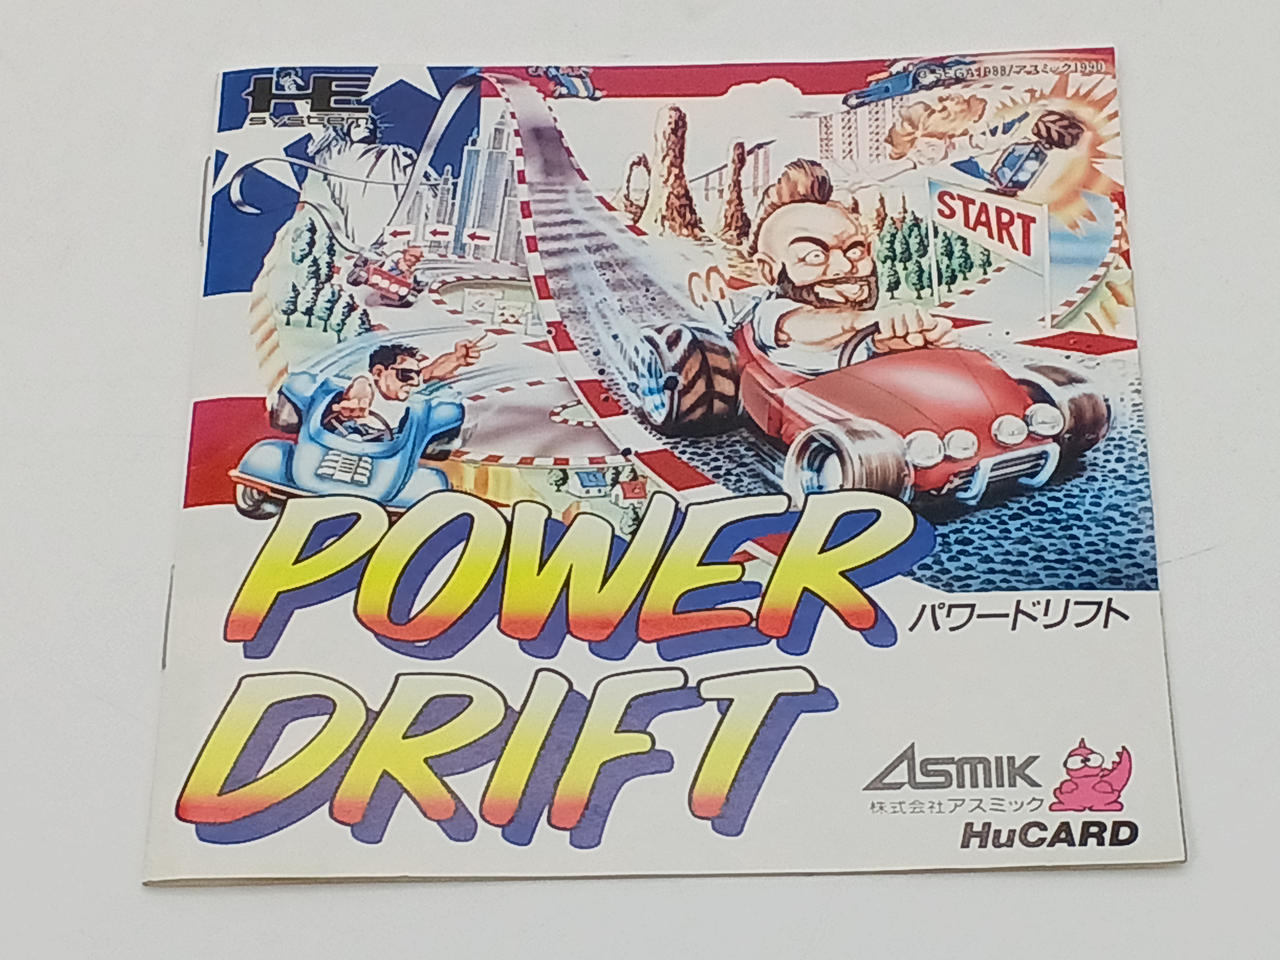 HE
system
© SEGA 1988/アスミック1990
START
POWER
パワードリフト
DRIFT
ASMIK
株式会社アスミック
HuCARD